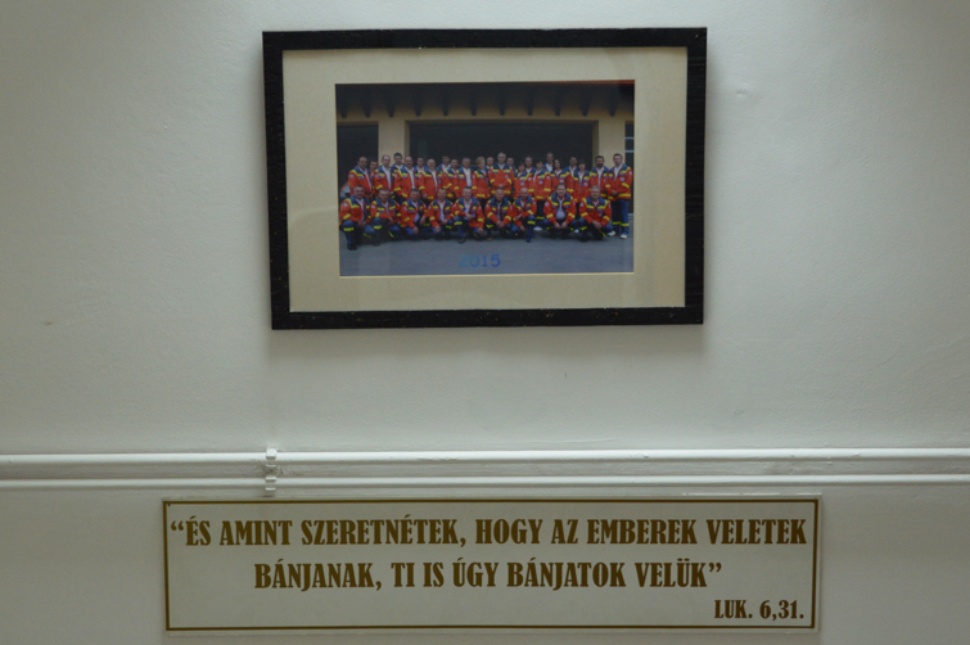 2015
“ÉS AMINT SZERETNÉTEK, HOGY AZ EMBEREK VELETEK
BÁNJANAK, TI IS ÚGY BÁNJATOK VELÜK”
LUK. 6,31.